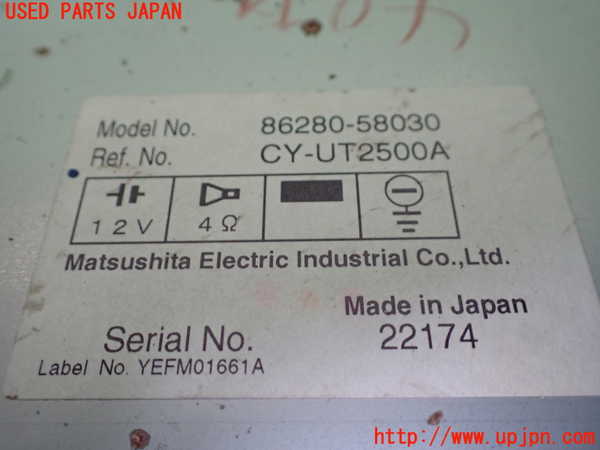 USED PARTS JAPAN
Model No. 86280-58030
Ref. No. CY-UT2500A
12V 4Ω
Matsushita Electric Industrial Co.,Ltd.
Made in Japan
Serial No. 22174
Label No. YEFM01661A
http://www.upjpn.com/